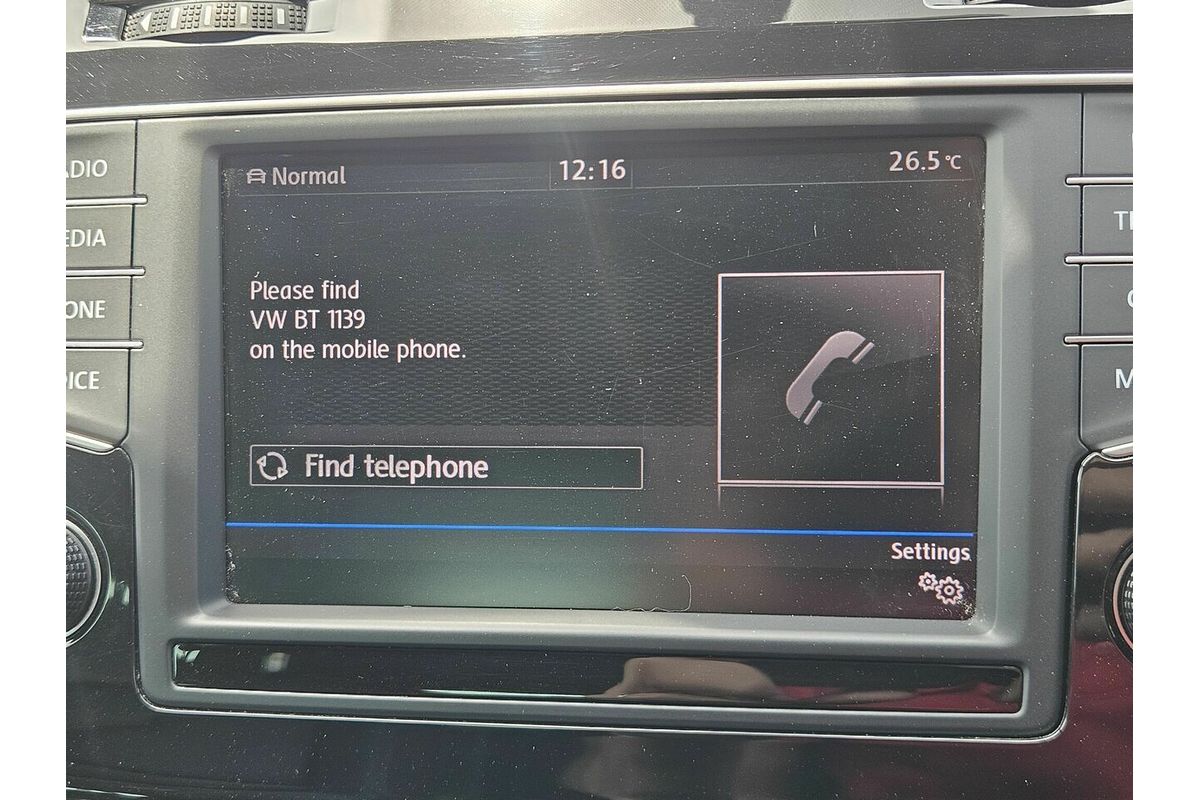 Normal
12:16
26.5°C
Please find
VW BT 1139
on the mobile phone.
Find telephone
Settings